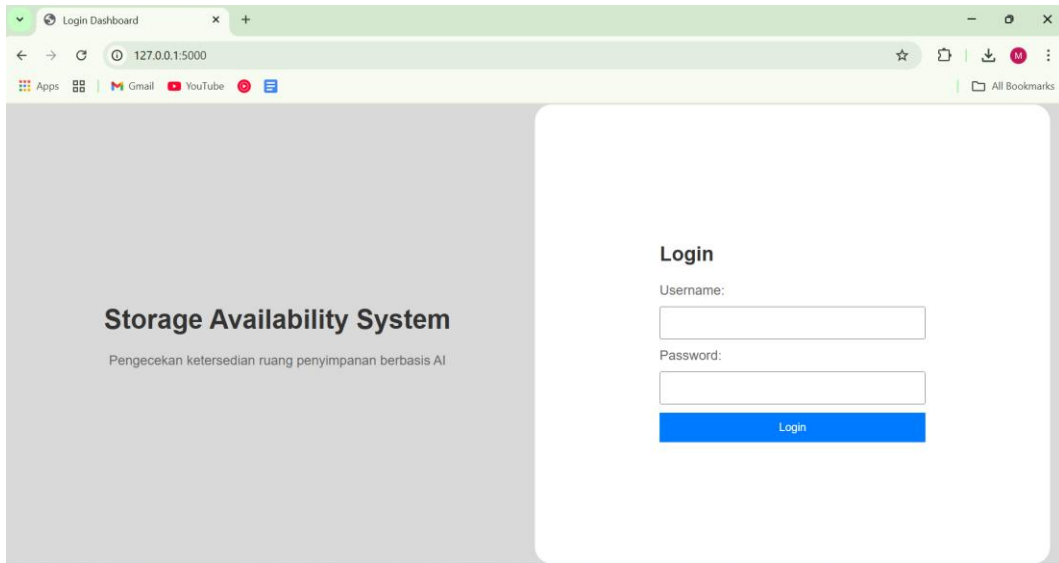 Login Dashboard
127.0.0.1:5000
M
Apps
Gmail
YouTube
All Bookmarks
Storage Availability System
Pengecekan ketersedian ruang penyimpanan berbasis AI
Login
Username:
Password:
Login